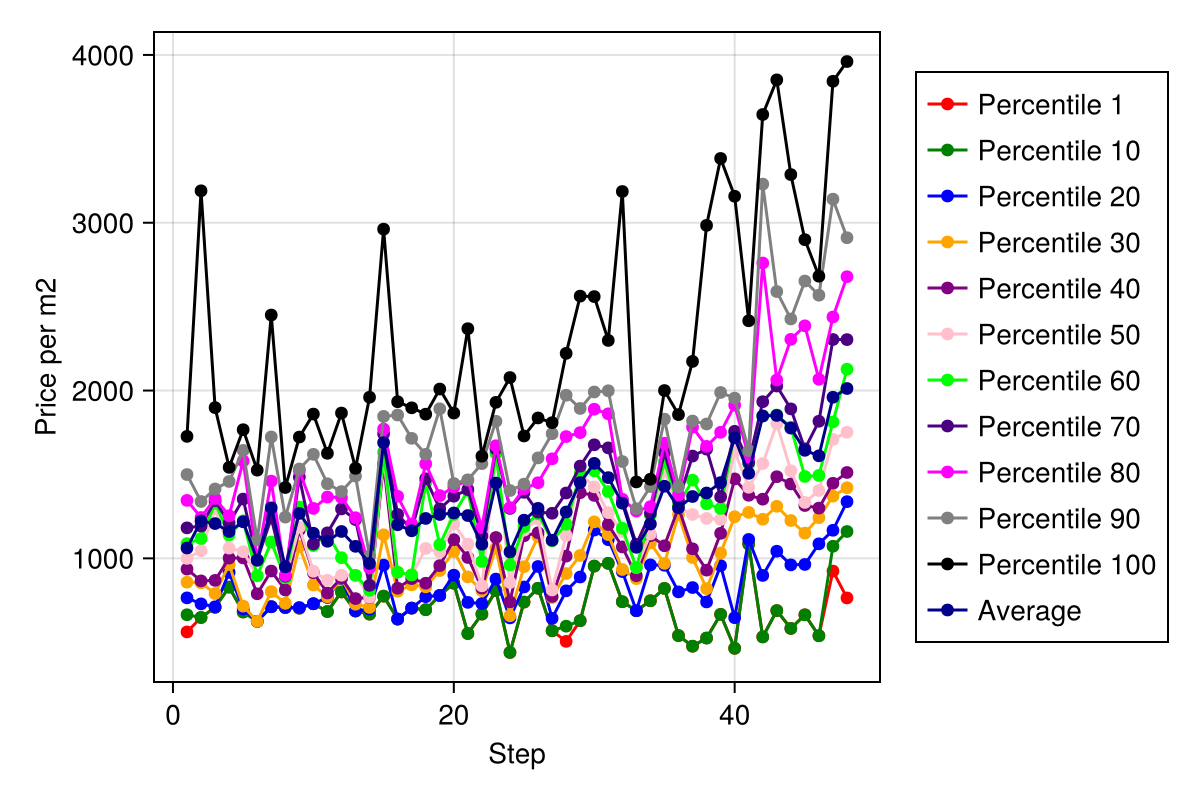 4000
3000
2000
1000
Price per m2
0 20 40
Step
Percentile 1
Percentile 10
Percentile 20
Percentile 30
Percentile 40
Percentile 50
Percentile 60
Percentile 70
Percentile 80
Percentile 90
Percentile 100
Average